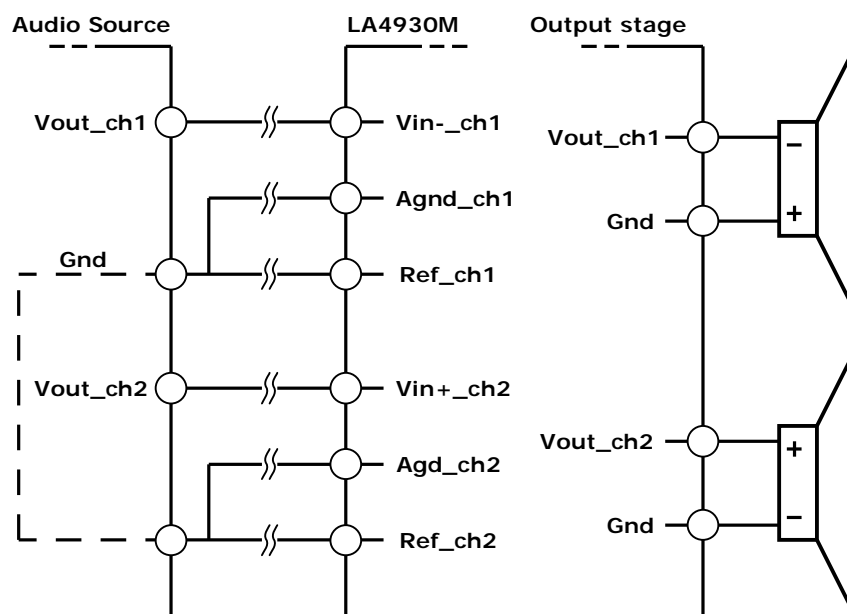 Audio Source
LA4930M
Output stage
Vout_ch1
Vin-_ch1
Vout_ch1
−
Agnd_ch1
Gnd
+
Gnd
Ref_ch1
Vout_ch2
Vin+_ch2
Vout_ch2
+
Agd_ch2
Gnd
−
Ref_ch2